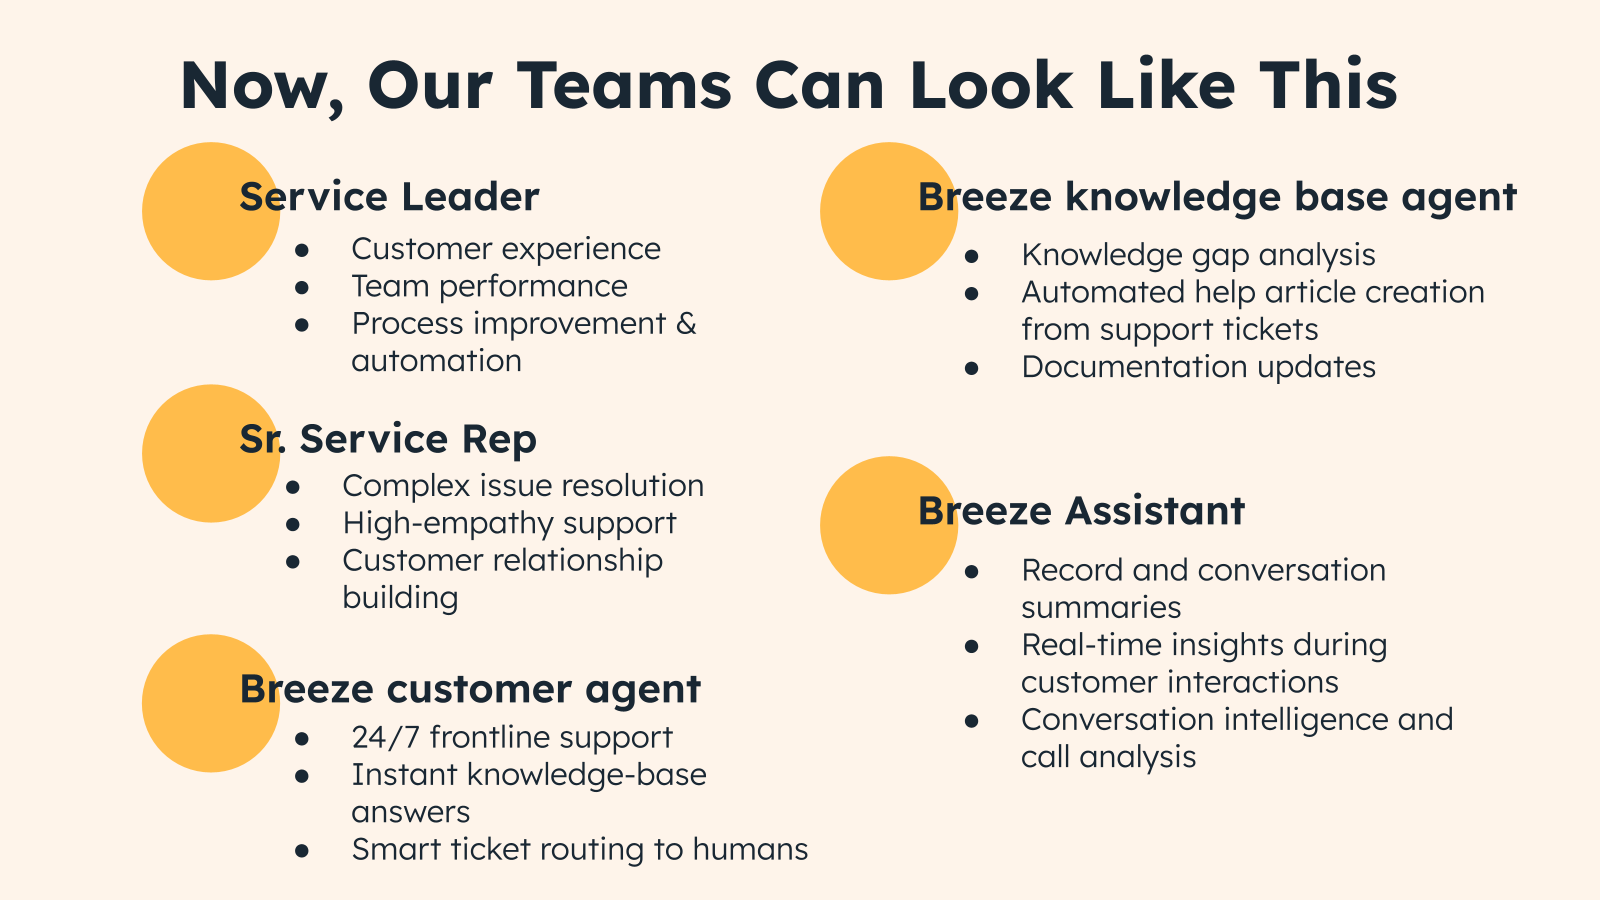 Now, Our Teams Can Look Like This
Service Leader
● Customer experience
● Team performance
● Process improvement &
automation
Sr. Service Rep
● Complex issue resolution
● High-empathy support
● Customer relationship
building
Breeze customer agent
● 24/7 frontline support
● Instant knowledge-base
answers
● Smart ticket routing to humans
Breeze knowledge base agent
● Knowledge gap analysis
● Automated help article creation
from support tickets
● Documentation updates
Breeze Assistant
● Record and conversation
summaries
● Real-time insights during
customer interactions
● Conversation intelligence and
call analysis